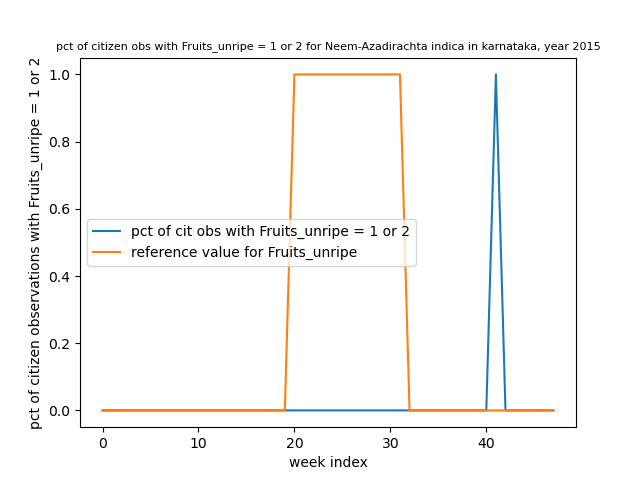 pct of citizen obs with Fruits_unripe = 1 or 2 for Neem-Azadirachta indica in karnataka, year 2015
pct of citizen observations with Fruits_unripe = 1 or 2
1.0
0.8
0.6
0.4
0.2
0.0
pct of cit obs with Fruits_unripe = 1 or 2
reference value for Fruits_unripe
0 10 20 30 40
week index